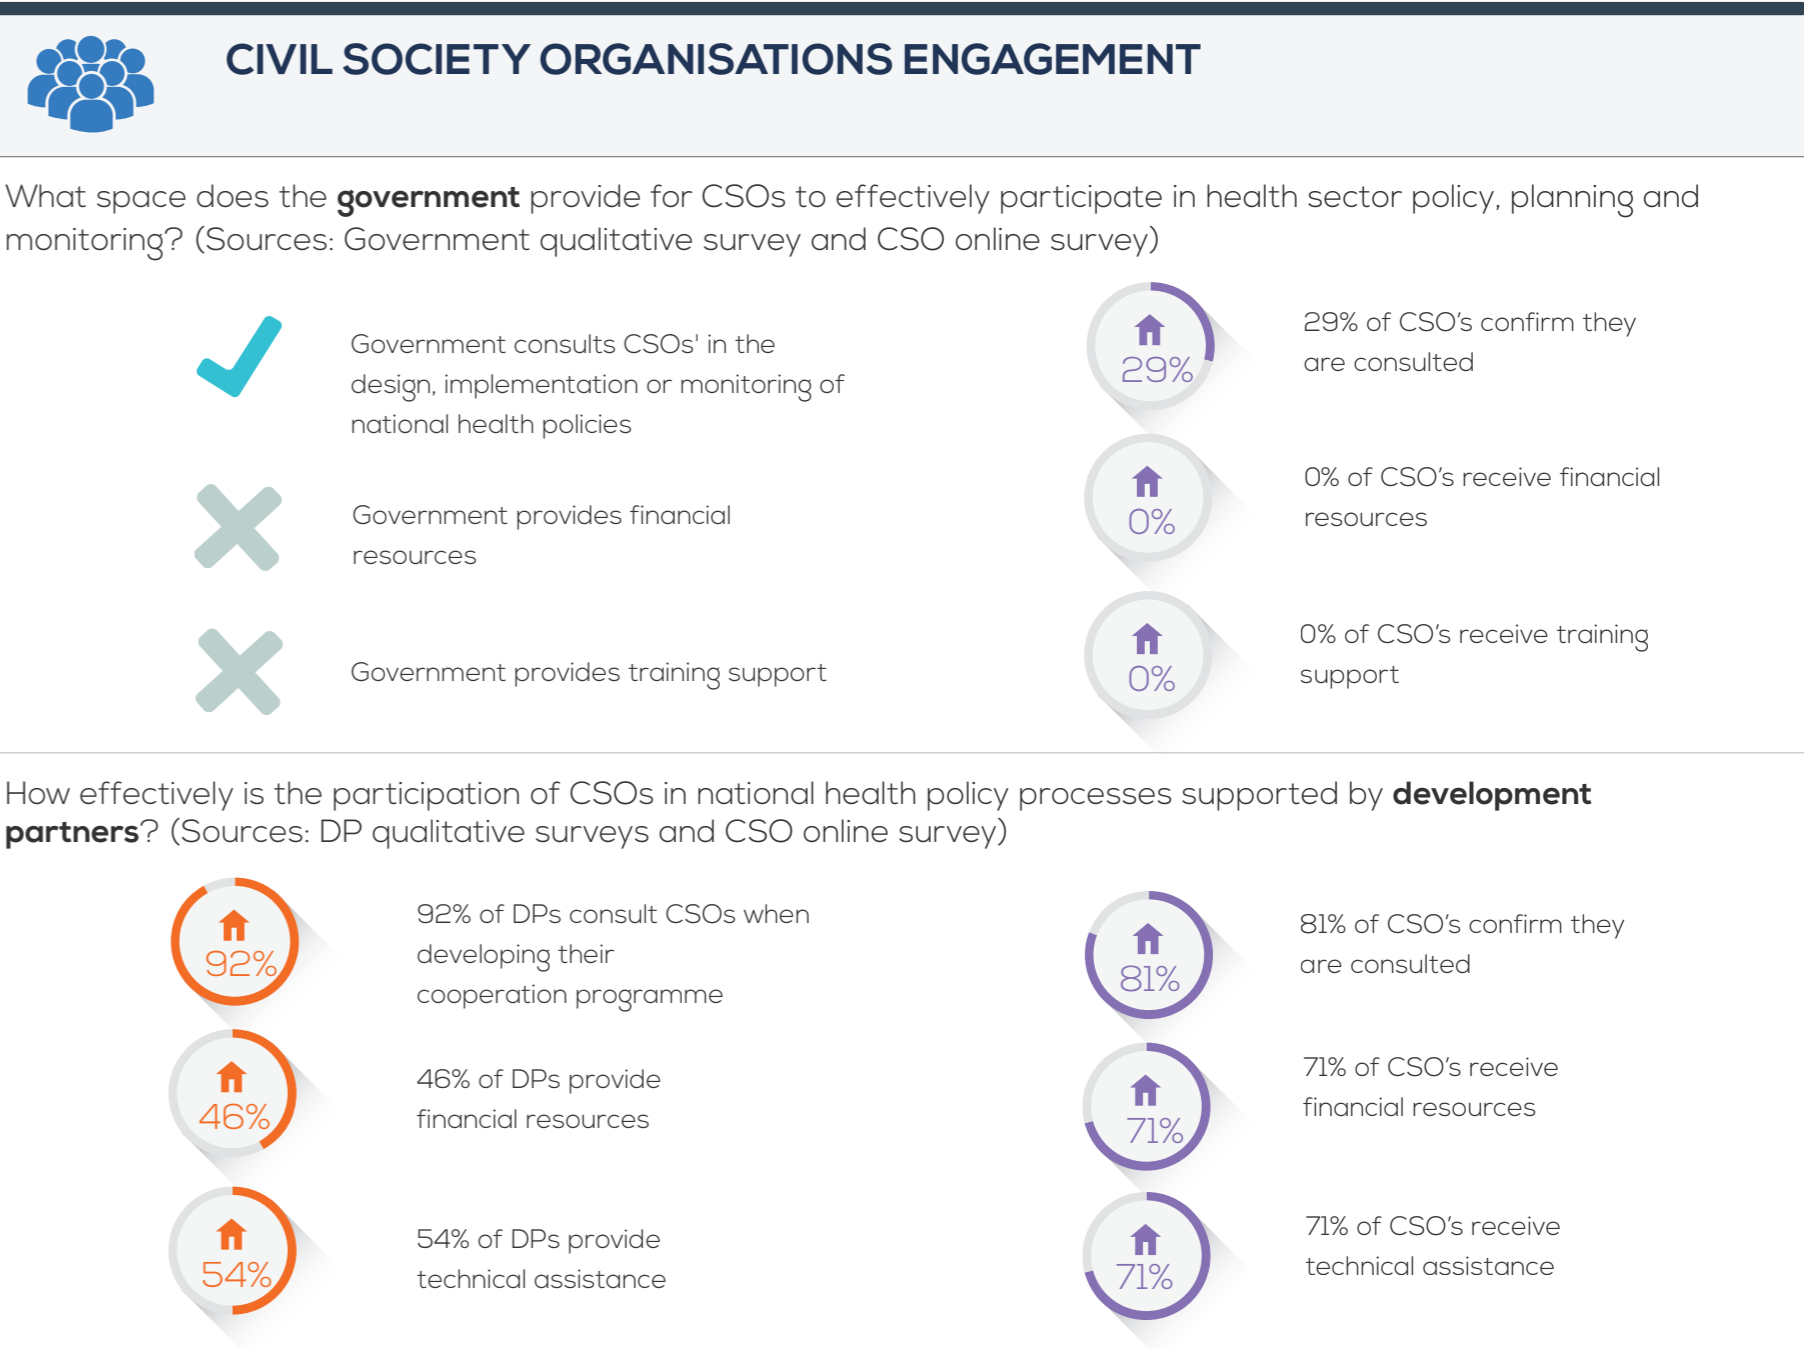 CIVIL SOCIETY ORGANISATIONS ENGAGEMENT
What space does the government provide for CSOs to effectively participate in health sector policy, planning and
monitoring? (Sources: Government qualitative survey and CSO online survey)
Government consults CSOs' in the
design, implementation or monitoring of
national health policies
29%
29% of CSO’s confirm they
are consulted
Government provides financial
resources
0%
0% of CSO’s receive financial
resources
Government provides training support
0%
0% of CSO’s receive training
support
How effectively is the participation of CSOs in national health policy processes supported by development
partners? (Sources: DP qualitative surveys and CSO online survey)
92%
92% of DPs consult CSOs when
developing their
cooperation programme
81%
81% of CSO’s confirm they
are consulted
46%
46% of DPs provide
financial resources
71%
71% of CSO’s receive
financial resources
54%
54% of DPs provide
technical assistance
71%
71% of CSO’s receive
technical assistance